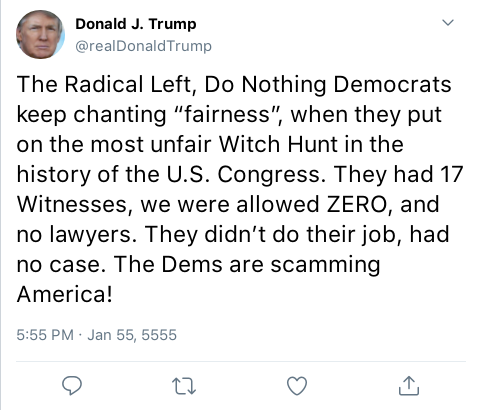 Donald J. Trump
@realDonaldTrump
The Radical Left, Do Nothing Democrats
keep chanting “fairness”, when they put
on the most unfair Witch Hunt in the
history of the U.S. Congress. They had 17
Witnesses, we were allowed ZERO, and
no lawyers. They didn’t do their job, had
no case. The Dems are scamming
America!
5:55 PM · Jan 55, 5555